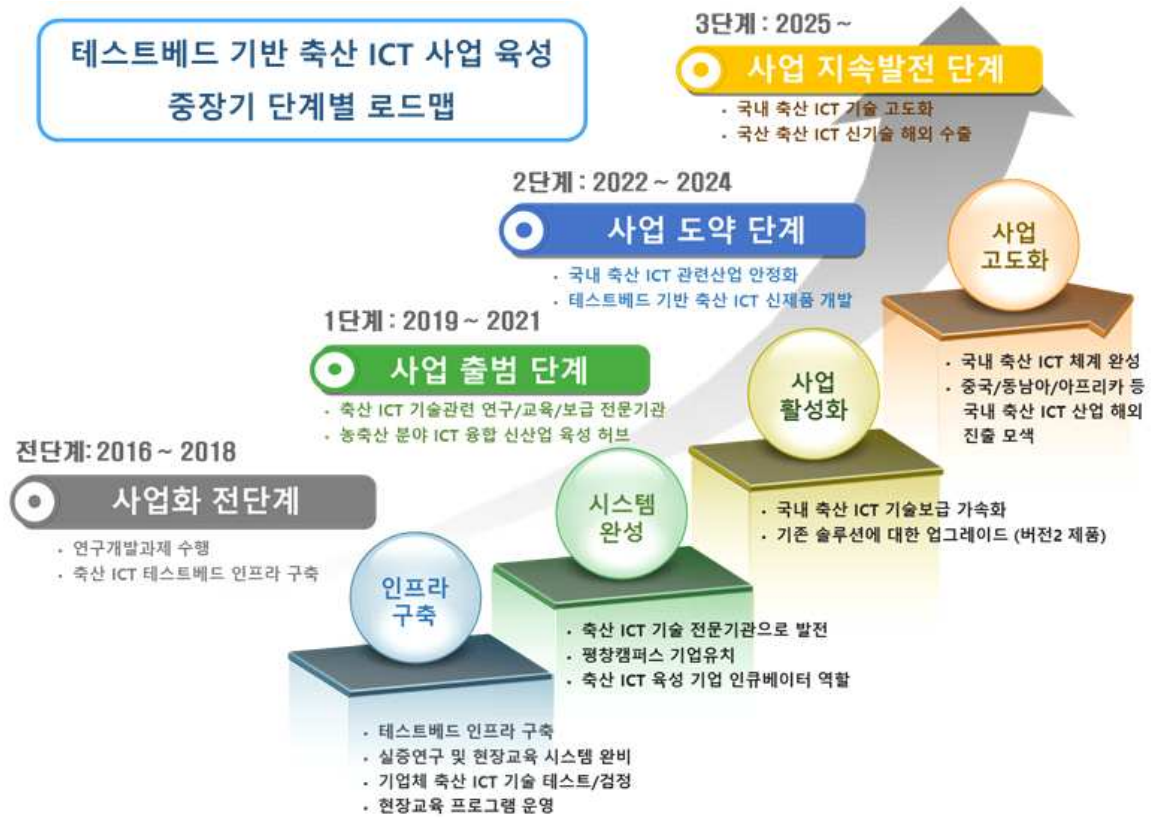 테스트베드 기반 축산 ICT 사업 육성
중장기 단계별 로드맵
3단계 : 2025 ~
사업 지속발전 단계
• 국내 축산 ICT 기술 고도화
• 국산 축산 ICT 신기술 해외 수출
2단계 : 2022 ~ 2024
사업 도약 단계
• 국내 축산 ICT 관련산업 안정화
• 테스트베드 기반 축산 ICT 신제품 개발
1단계 : 2019 ~ 2021
사업 출범 단계
• 축산 ICT 기술관련 연구/교육/보급 전문기관
• 농축산 분야 ICT 융합 신산업 육성 허브
전단계: 2016 ~ 2018
사업화 전단계
• 연구개발과제 수행
• 축산 ICT 테스트베드 인프라 구축
인프라
구축
• 테스트베드 인프라 구축
• 실증연구 및 현장교육 시스템 완비
• 기업체 축산 ICT 기술 테스트/검정
• 현장교육 프로그램 운영
시스템
완성
• 축산 ICT 기술 전문기관으로 발전
• 평창캠퍼스 기업유치
• 축산 ICT 육성 기업 인큐베이터 역할
사업
활성화
• 국내 축산 ICT 기술보급 가속화
• 기존 솔루션에 대한 업그레이드 (버전2 제품)
사업
고도화
• 국내 축산 ICT 체계 완성
• 중국/동남아/아프리카 등
국내 축산 ICT 산업 해외
진출 모색